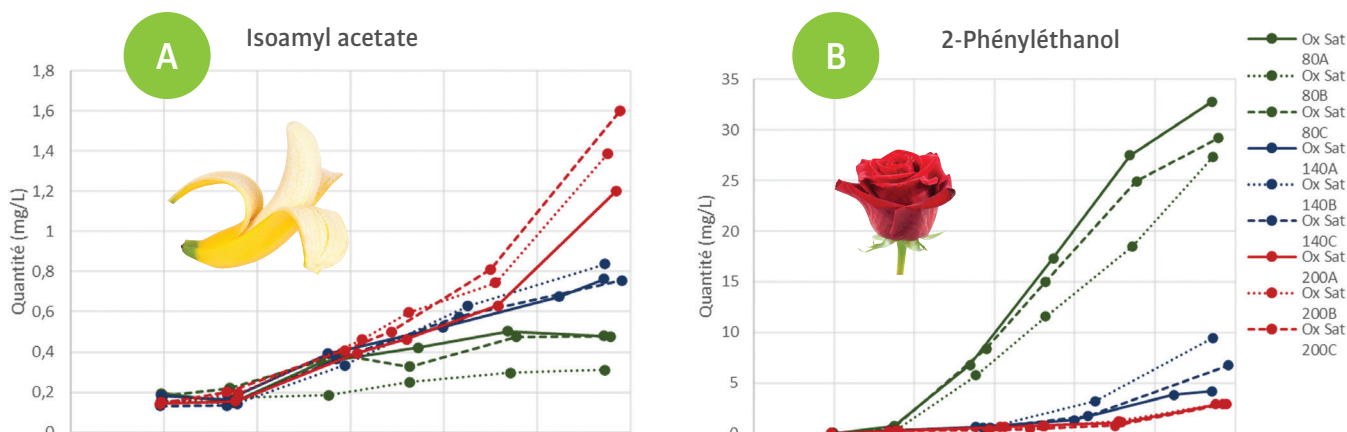 A
Isoamyl acetate
Quantité (mg/L)
1,8
1,6
1,4
1,2
1
0,8
0,6
0,4
0,2
0
B
2-Phényléthanol
Quantité (mg/L)
35
30
25
20
15
10
5
0
Ox Sat
80A
Ox Sat
80B
Ox Sat
80C
Ox Sat
140A
Ox Sat
140B
Ox Sat
140C
Ox Sat
200A
Ox Sat
200B
Ox Sat
200C